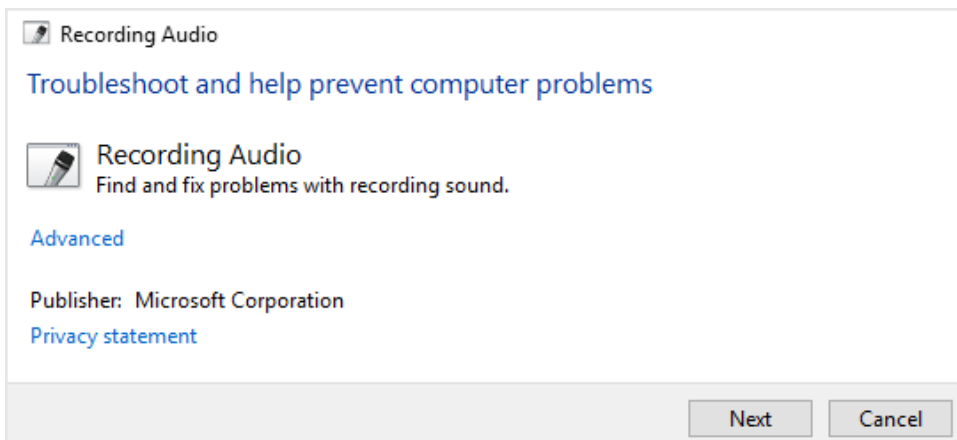 Recording Audio
Troubleshoot and help prevent computer problems
Recording Audio
Find and fix problems with recording sound.
Advanced
Publisher: Microsoft Corporation
Privacy statement
Next Cancel